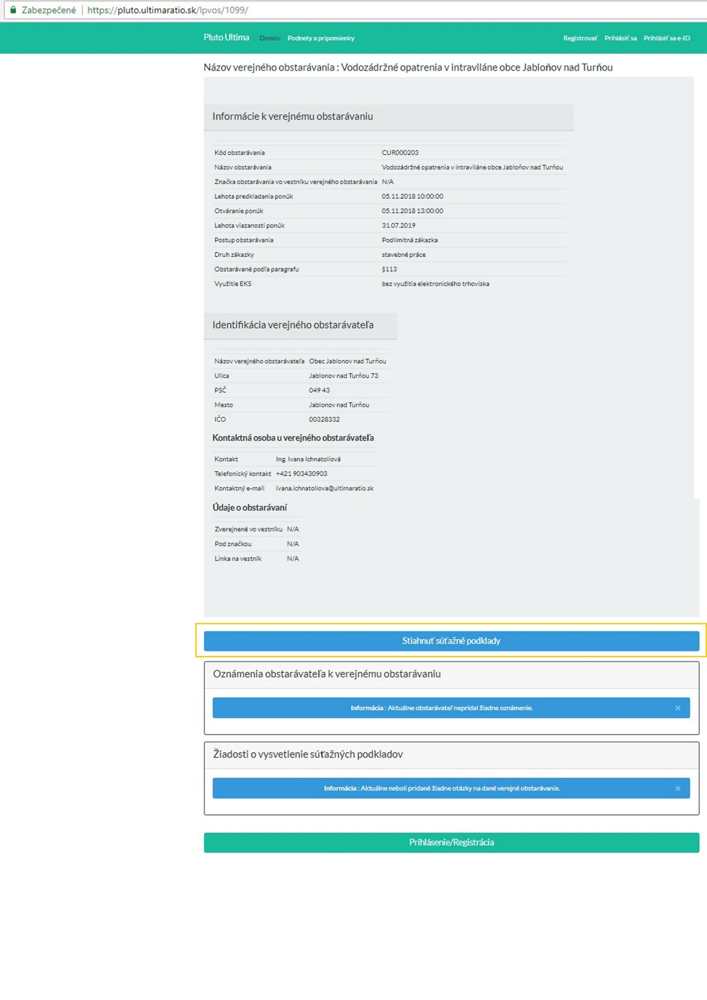 Zabezpečené | https://pluto.ultimaratio.sk/lpvos/1099/
Pluto Ultima Domov Podnety a pripomienky Registrovať Prihlásiť sa Prihlásiť sa e-ID
Názov verejného obstarávania : Vodozádržné opatrenia v intraviláne obce Jabloňov nad Turňou
Informácie k verejnému obstarávaniu
Kód obstarávania CUR000203
Názov obstarávania Vodozádržné opatrenia v intraviláne obce Jabloňov nad Turňou
Značka obstarávania vo vestníku verejného obstarávania N/A
Lehota predkladania ponúk 05.11.2018 10:00:00
Otváranie ponúk 05.11.2018 13:00:00
Lehota viazanosti ponúk 31.07.2019
Postup obstarávania Podlimitná zákazka
Druh zákazky stavebné práce
Obstarávané podľa paragrafu §113
Využitie EKS bez využitia elektronického trhoviska
Identifikácia verejného obstarávateľa
Názov verejného obstarávateľa Obec Jablonov nad Turňou
Ulica Jablonov nad Turňou 73
PSČ 049 43
Mesto Jablonov nad Turňou
IČO 00328332
Kontaktná osoba u verejného obstarávateľa
Kontakt Ing. Ivana Ichnatoliová
Telefonický kontakt +421 903430903
Kontaktný e-mail ivana.ichnatoliova@ultimaratio.sk
Údaje o obstarávaní
Zverejnené vo vestníku N/A
Pod značkou N/A
Linka na vestník N/A
Stiahnuť súťažné podklady
Oznámenia obstarávateľa k verejnému obstarávaniu
Informácia : Aktuálne obstarávateľ nepridal žiadne oznámenie. ×
Žiadosti o vysvetlenie súťažných podkladov
Informácia : Aktuálne neboli pridané žiadne otázky na dané verejné obstarávanie. ×
Prihlásenie/Registrácia